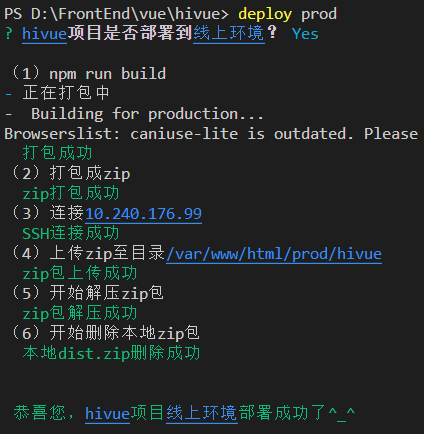 PS D:\FrontEnd\vue\hivue> deploy prod
? hivue项目是否部署到线上环境? Yes
（1）npm run build
- 正在打包中
-  Building for production...
Browserslist: caniuse-lite is outdated. Please
打包成功
（2）打包成zip
zip打包成功
（3）连接10.240.176.99
SSH连接成功
（4）上传zip至目录/var/www/html/prod/hivue
zip包上传成功
（5）开始解压zip包
zip包解压成功
（6）开始删除本地zip包
本地dist.zip删除成功
恭喜您，hivue项目线上环境部署成功了^_^